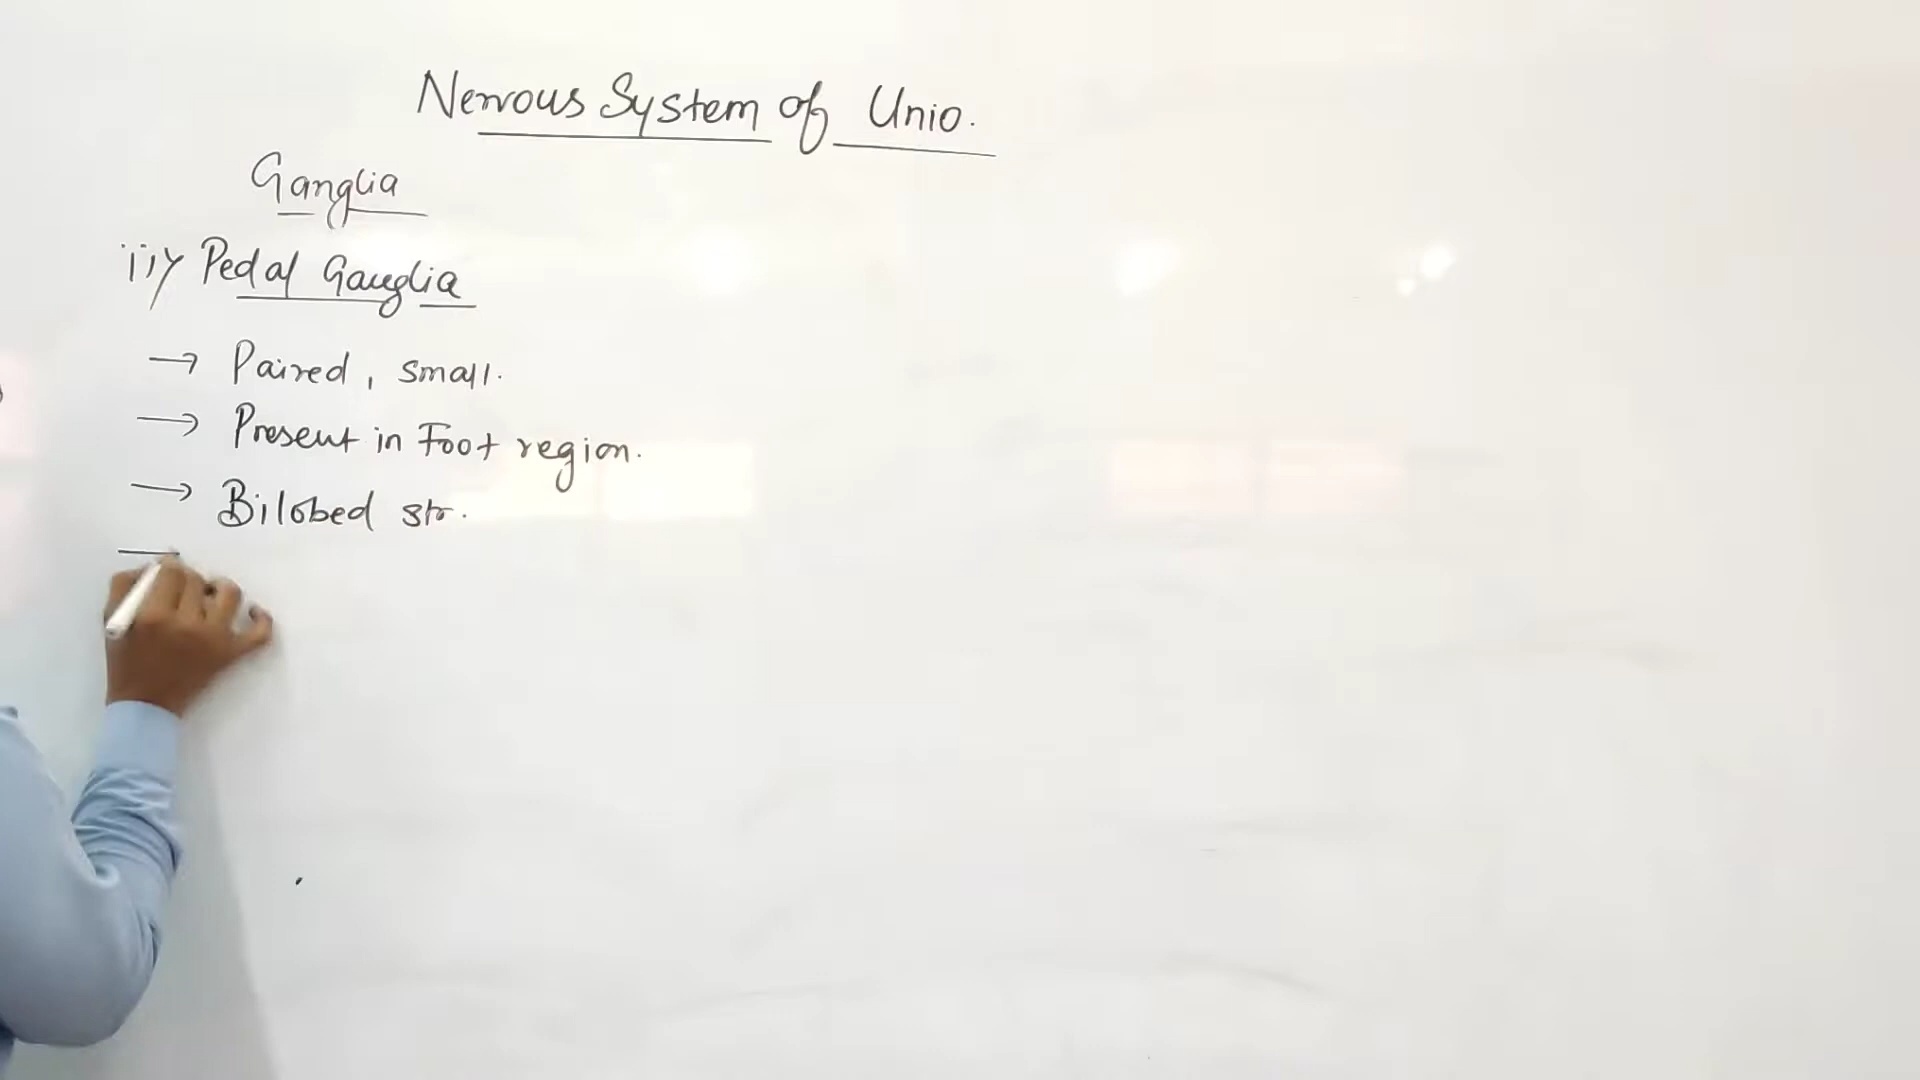 Nervous System of Unio.
Ganglia
ii) Pedal Ganglia
→ Paired, small.
→ Present in Foot region.
→ Bilobed str.